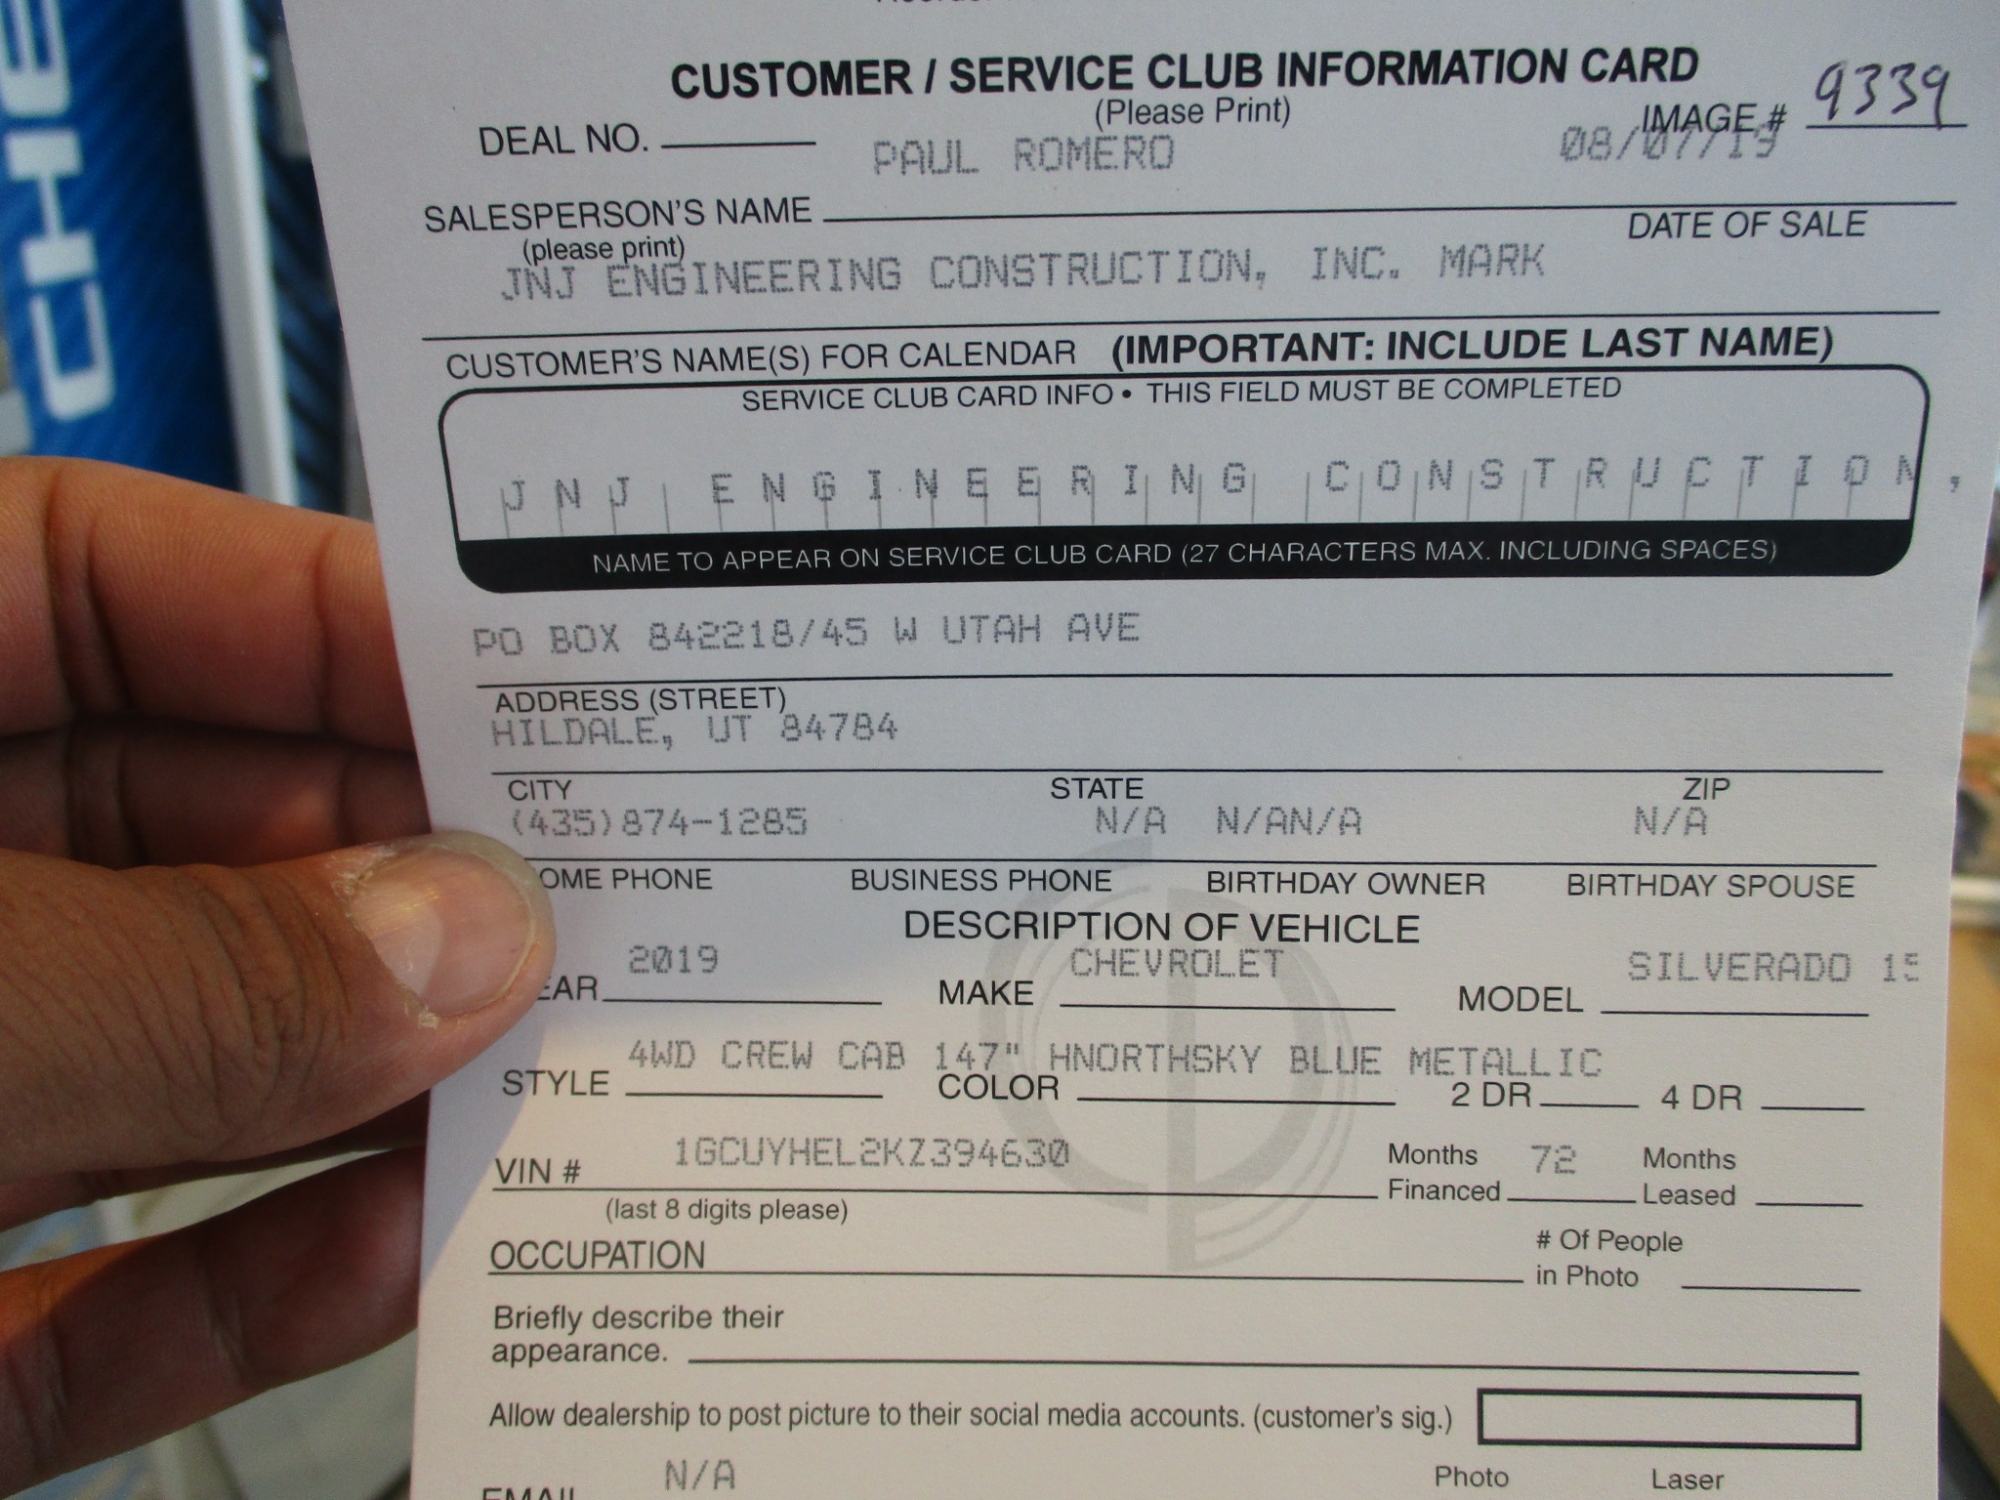 CHE
CUSTOMER / SERVICE CLUB INFORMATION CARD
(Please Print)
DEAL NO.
IMAGE # 9339
PAUL ROMERO 08/07/19
SALESPERSON'S NAME
(please print)
DATE OF SALE
JNJ ENGINEERING CONSTRUCTION, INC. MARK
CUSTOMER'S NAME(S) FOR CALENDAR (IMPORTANT: INCLUDE LAST NAME)
SERVICE CLUB CARD INFO • THIS FIELD MUST BE COMPLETED
JNJ ENGINEERING CONSTRUCTION,
NAME TO APPEAR ON SERVICE CLUB CARD (27 CHARACTERS MAX. INCLUDING SPACES)
PO BOX 842218/45 W UTAH AVE
ADDRESS (STREET)
HILDALE, UT 84784
CITY STATE ZIP
(435)874-1285 N/A N/AN/A N/A
OME PHONE BUSINESS PHONE BIRTHDAY OWNER BIRTHDAY SPOUSE
DESCRIPTION OF VEHICLE
2019 CHEVROLET SILVERADO 15
EAR MAKE MODEL
4WD CREW CAB 147" HNORTHSKY BLUE METALLIC
STYLE COLOR 2 DR 4 DR
VIN # 1GCUYHEL2KZ394630 Months Financed 72 Months Leased
(last 8 digits please)
OCCUPATION # Of People in Photo
Briefly describe their
appearance.
Allow dealership to post picture to their social media accounts. (customer's sig.)
EMAIL N/A Photo Laser